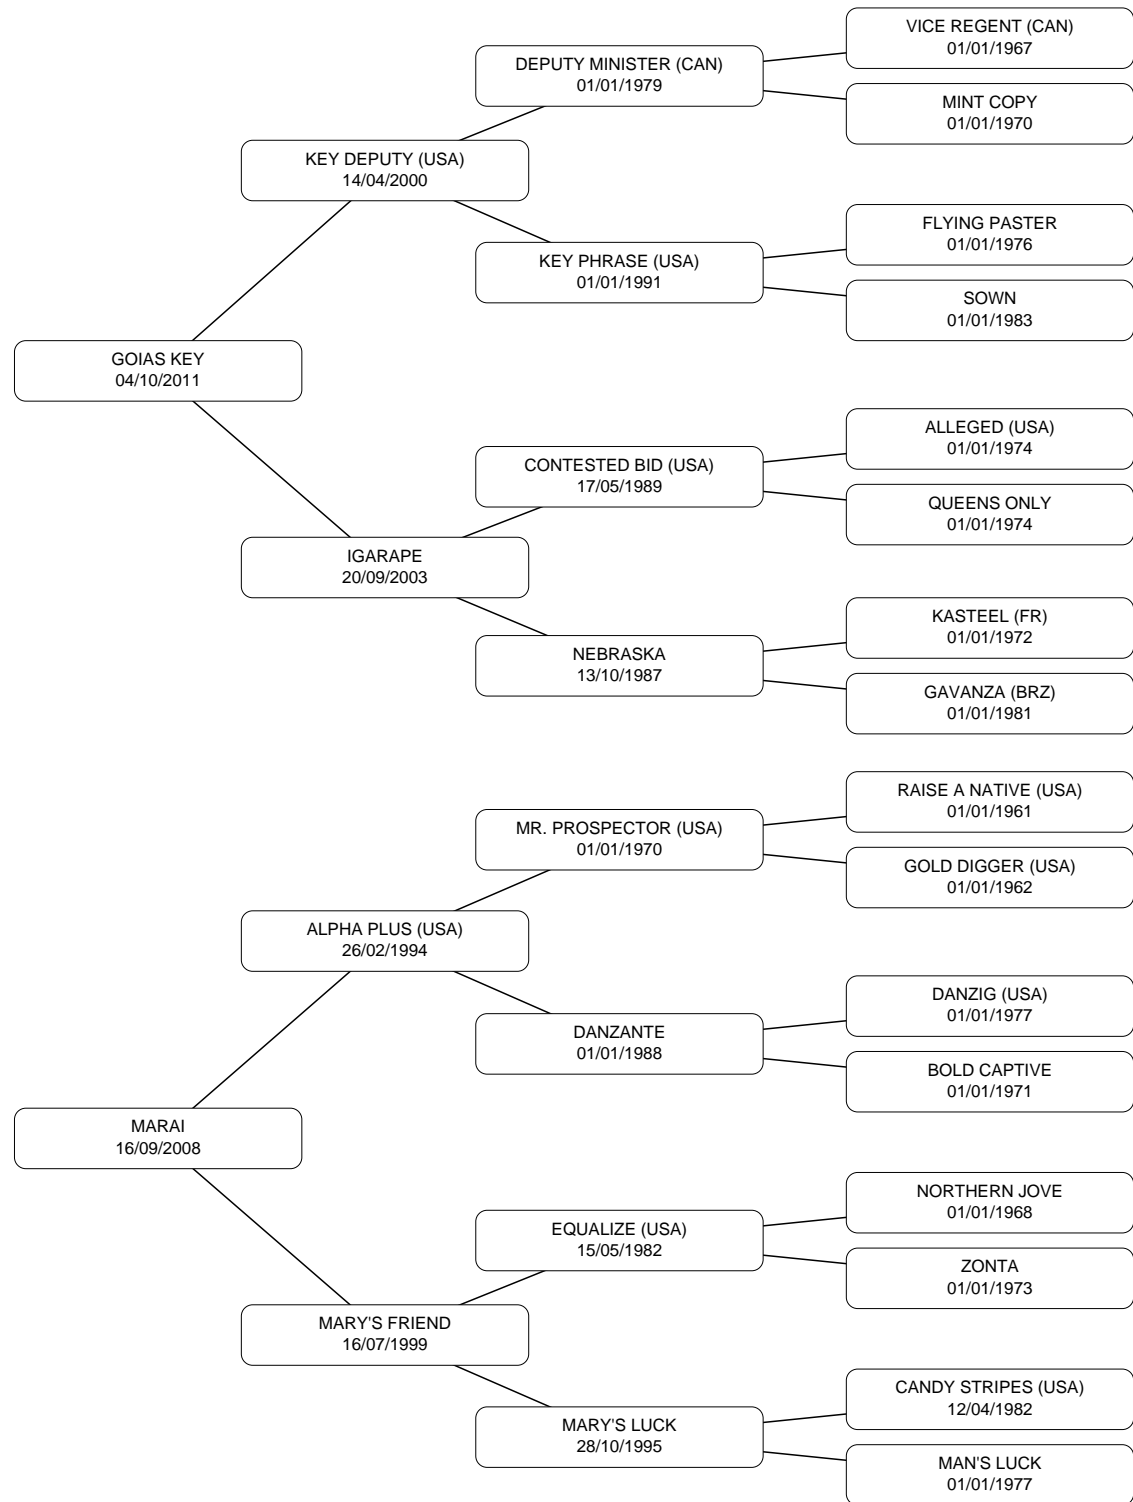 VICE REGENT (CAN)
01/01/1967
DEPUTY MINISTER (CAN)
01/01/1979
MINT COPY
01/01/1970
KEY DEPUTY (USA)
14/04/2000
FLYING PASTER
01/01/1976
KEY PHRASE (USA)
01/01/1991
SOWN
01/01/1983
GOIAS KEY
04/10/2011
ALLEGED (USA)
01/01/1974
CONTESTED BID (USA)
17/05/1989
QUEENS ONLY
01/01/1974
IGARAPE
20/09/2003
KASTEEL (FR)
01/01/1972
NEBRASKA
13/10/1987
GAVANZA (BRZ)
01/01/1981
RAISE A NATIVE (USA)
01/01/1961
MR. PROSPECTOR (USA)
01/01/1970
GOLD DIGGER (USA)
01/01/1962
ALPHA PLUS (USA)
26/02/1994
DANZIG (USA)
01/01/1977
DANZANTE
01/01/1988
BOLD CAPTIVE
01/01/1971
MARAI
16/09/2008
NORTHERN JOVE
01/01/1968
EQUALIZE (USA)
15/05/1982
ZONTA
01/01/1973
MARY'S FRIEND
16/07/1999
CANDY STRIPES (USA)
12/04/1982
MARY'S LUCK
28/10/1995
MAN'S LUCK
01/01/1977